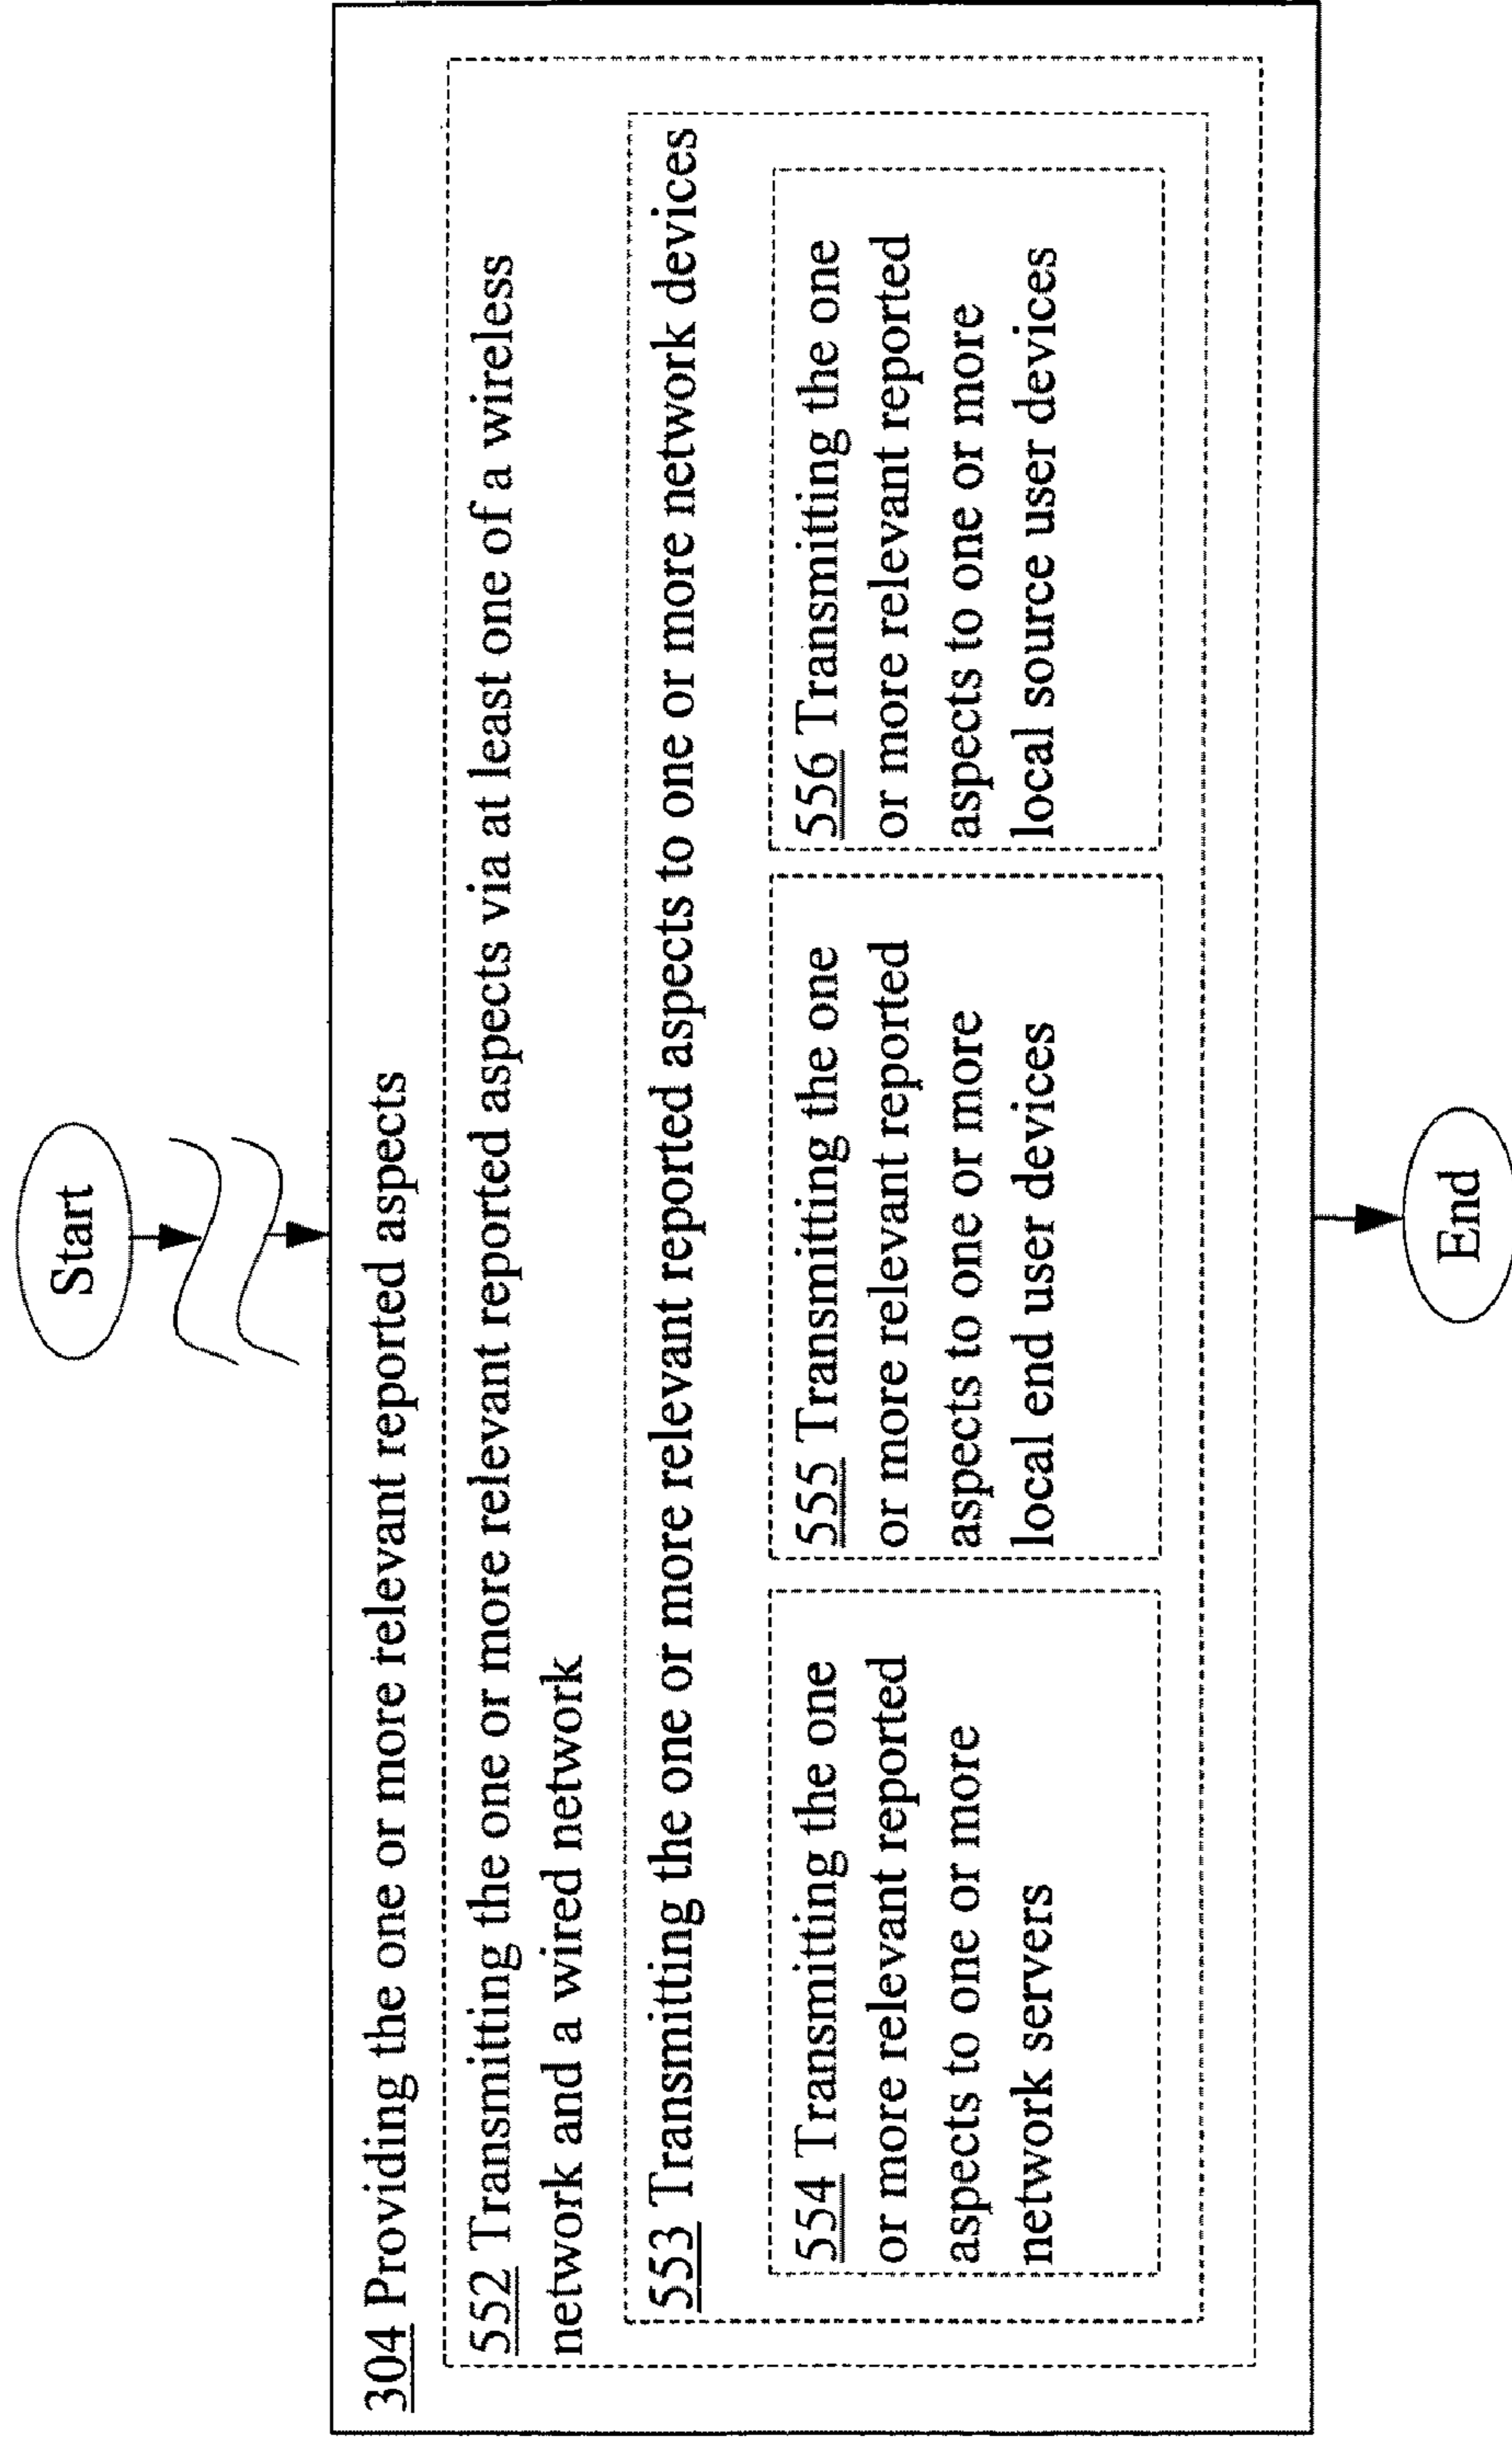 Start
304 Providing the one or more relevant reported aspects
552 Transmitting the one or more relevant reported aspects via at least one of a wireless
network and a wired network
553 Transmitting the one or more relevant reported aspects to one or more network devices
554 Transmitting the one
or more relevant reported
aspects to one or more
network servers
555 Transmitting the one
or more relevant reported
aspects to one or more
local end user devices
556 Transmitting the one
or more relevant reported
aspects to one or more
local source user devices
End